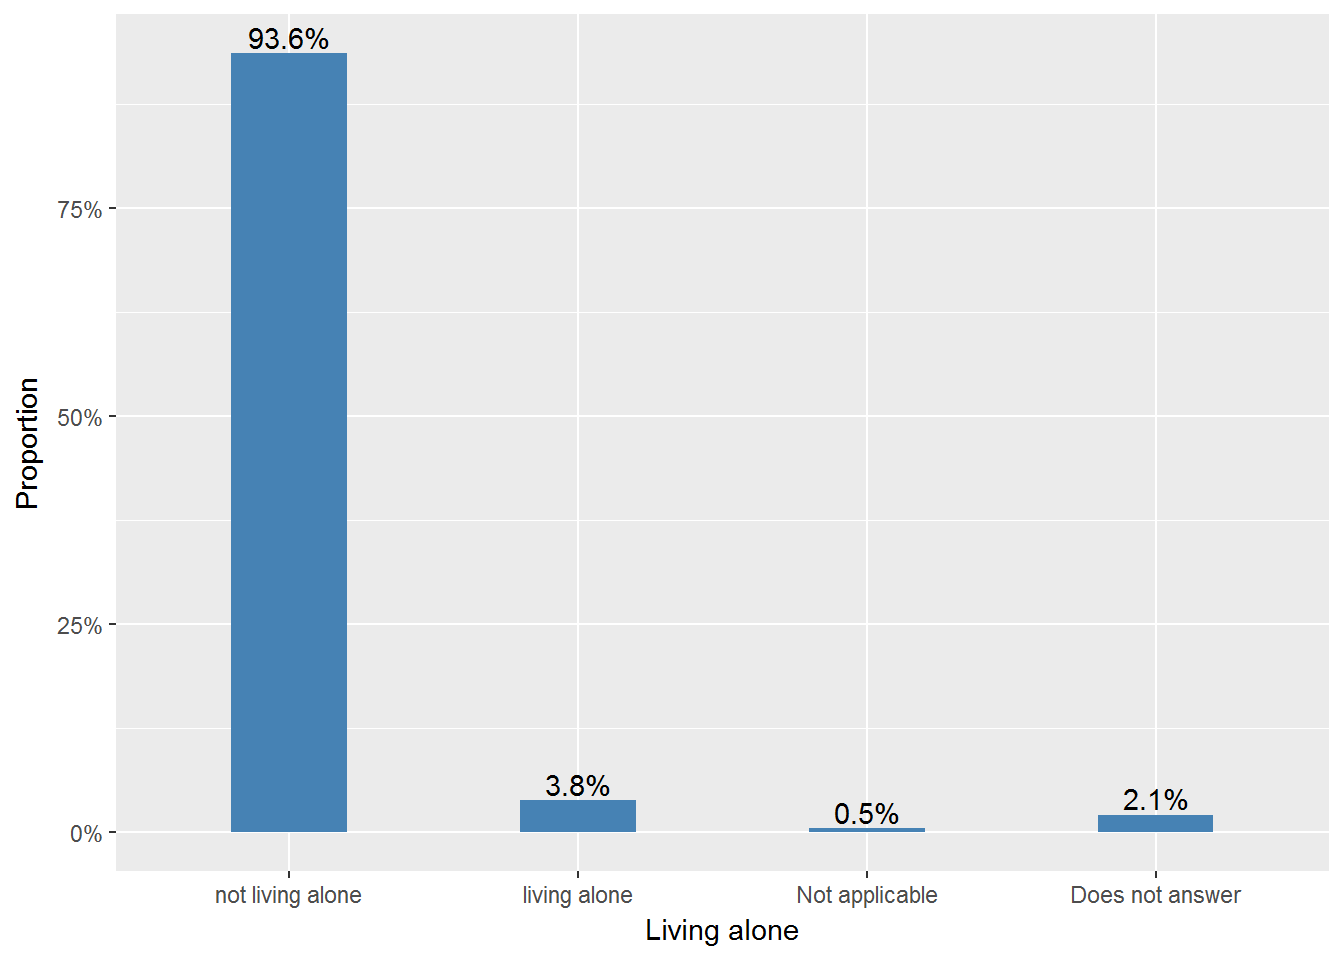 93.6%
75%
50%
25%
0%
3.8%
0.5%
2.1%
not living alone
living alone
Not applicable
Does not answer
Living alone
Proportion